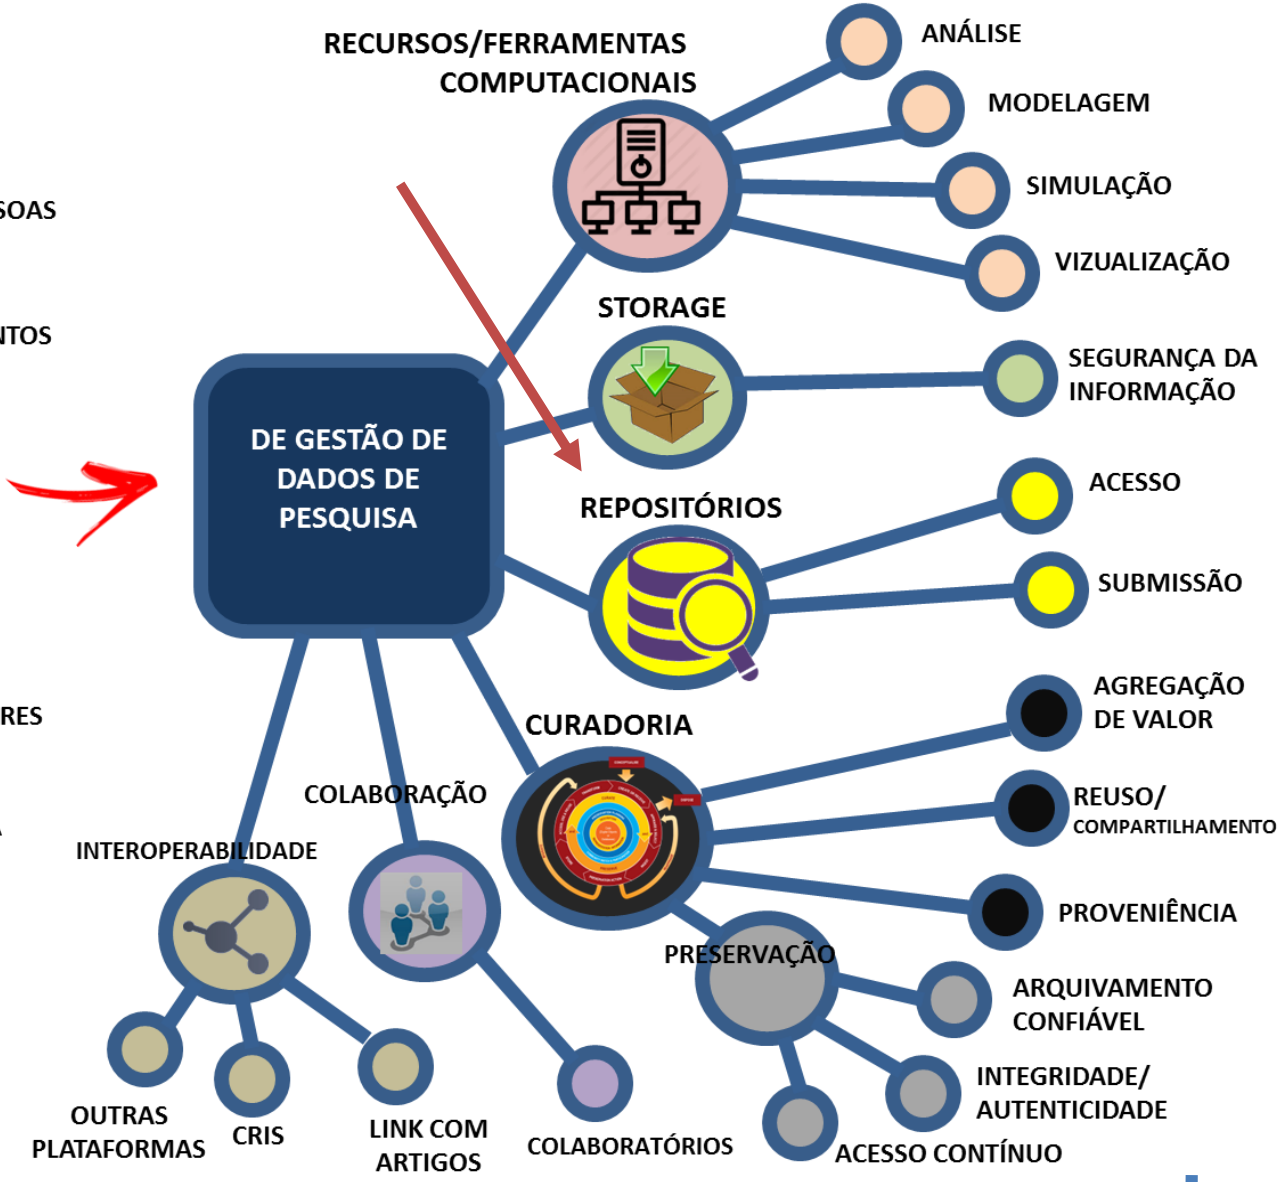 RECURSOS/FERRAMENTAS
COMPUTACIONAIS
ANÁLISE
MODELAGEM
SIMULAÇÃO
VIZUALIZAÇÃO
SOAS
NTOS
STORAGE
SEGURANÇA DA
INFORMAÇÃO
DE GESTÃO DE
DADOS DE
PESQUISA
REPOSITÓRIOS
ACESSO
SUBMISSÃO
RES
CURADORIA
AGREGAÇÃO
DE VALOR
REUSO/
COMPARTILHAMENTO
PROVENIÊNCIA
COLABORAÇÃO
INTEROPERABILIDADE
PRESERVAÇÃO
ARQUIVAMENTO
CONFIÁVEL
INTEGRIDADE/
AUTENTICIDADE
ACESSO CONTÍNUO
OUTRAS
PLATAFORMAS
CRIS
LINK COM
ARTIGOS
COLABORATÓRIOS